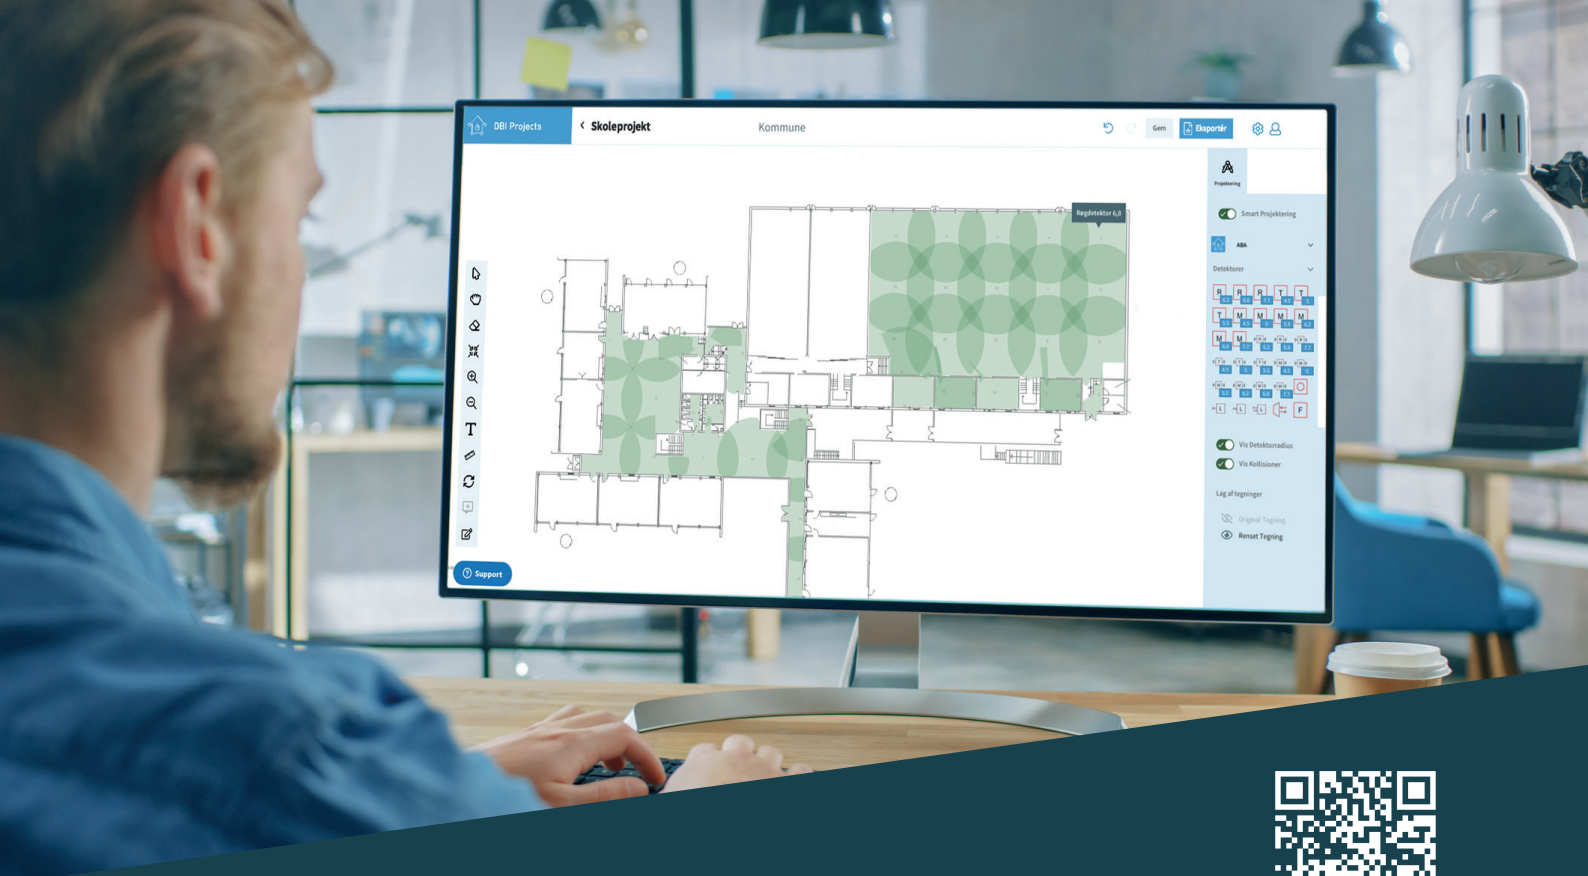 DBI Projects
Skoleprojekt
Kommune
Gem
Eksportér
Projektering
Smart Projektering
ABA
Detektorer
Røgdetektor 6,8
R R R T T
T M M M M
M M
F
Vis Detektorradius
Vis Kollisioner
Lag af tegninger
Original Tegning
Renset Tegning
T
Support